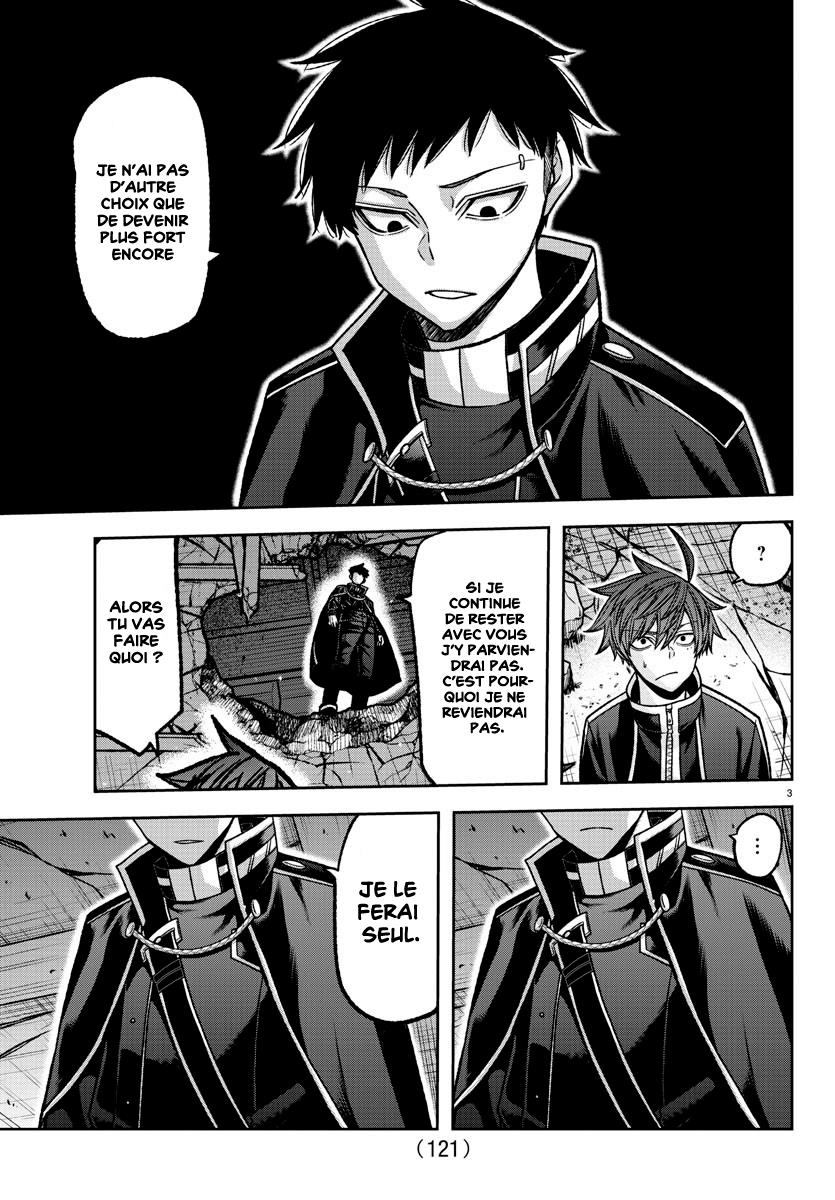 JE N'AI PAS
D'AUTRE
CHOIX QUE
DE DEVENIR
PLUS FORT
ENCORE
?
SI JE
CONTINUE
DE RESTER
AVEC VOUS
J'Y PARVIEN-
DRAI PAS.
C'EST POUR-
QUOI JE NE
REVIENDRAI
PAS.
ALORS
TU VAS
FAIRE
QUOI ?
3
...
JE LE
FERAI
SEUL.
(121)